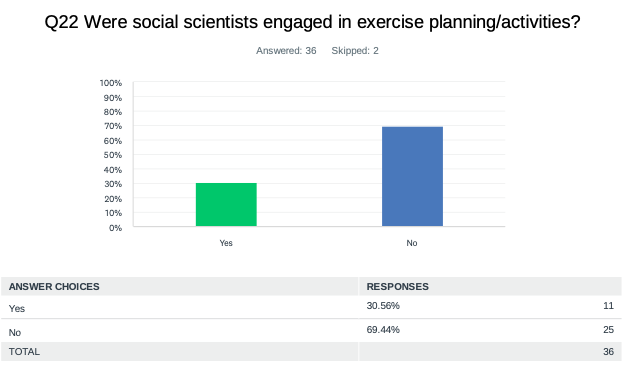 Q22 Were social scientists engaged in exercise planning/activities?
Answered: 36 Skipped: 2
100%
90%
80%
70%
60%
50%
40%
30%
20%
10%
0%
Yes No
ANSWER CHOICES RESPONSES
Yes 30.56% 11
No 69.44% 25
TOTAL 36